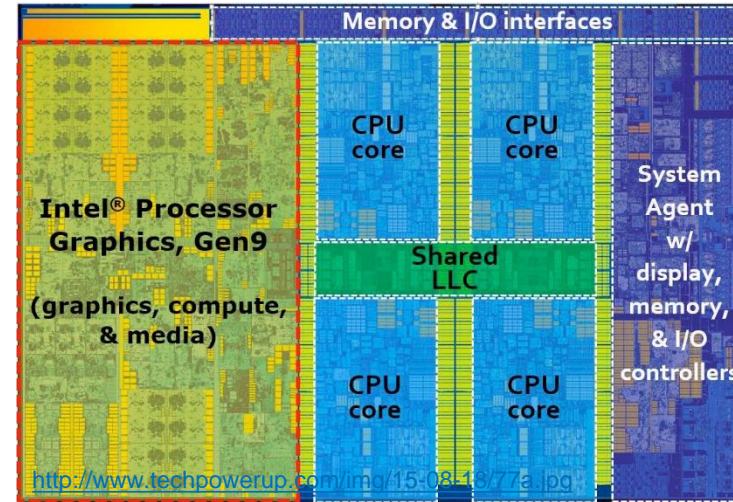 Memory & I/O interfaces
Intel® Processor
Graphics, Gen9
(graphics, compute,
& media)
CPU
core
CPU
core
Shared
LLC
CPU
core
CPU
core
System
Agent
w/
display,
memory,
& I/O
controllers
http://www.techpowerup.com/img/15-08-18/77a.jpg